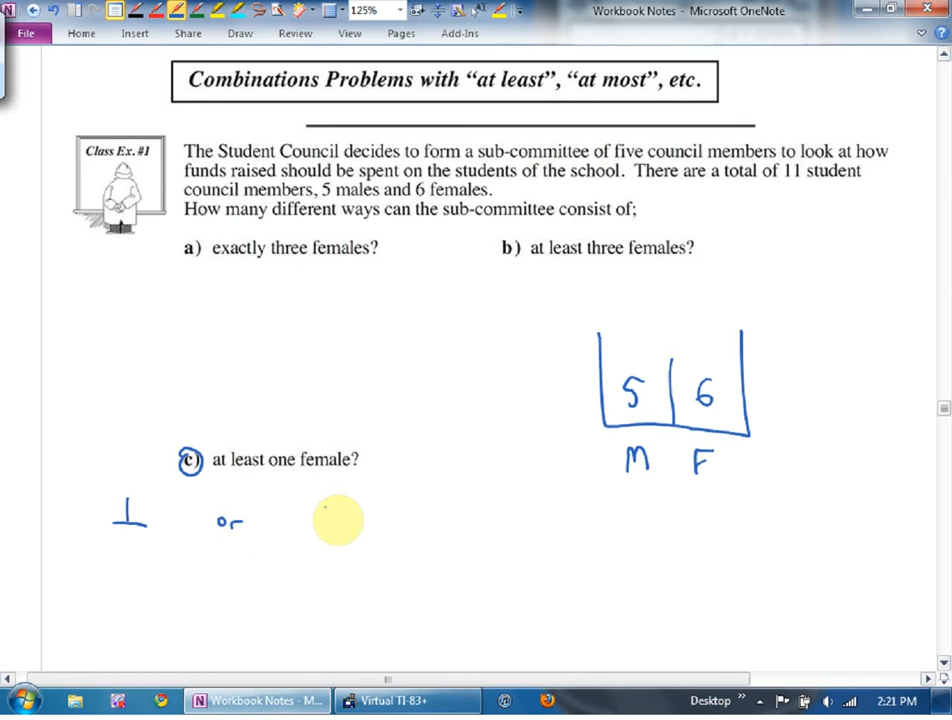 125%
Workbook Notes - Microsoft OneNote
File Home Insert Share Draw Review View Pages Add-Ins
Combinations Problems with “at least”, “at most”, etc.
Class Ex. #1
The Student Council decides to form a sub-committee of five council members to look at how
funds raised should be spent on the students of the school. There are a total of 11 student
council members, 5 males and 6 females.
How many different ways can the sub-committee consist of;
a) exactly three females? b) at least three females?
5 6
M F
c) at least one female?
1 or
Workbook Notes - M...
Virtual TI-83+
Desktop
2:21 PM